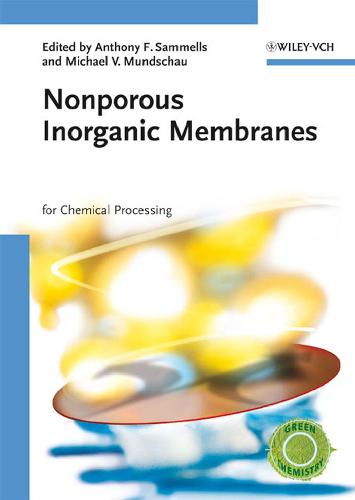 Edited by Anthony F. Sammells
and Michael V. Mundschau
WILEY-VCH
Nonporous
Inorganic Membranes
for Chemical Processing
GREEN
CHEMISTRY